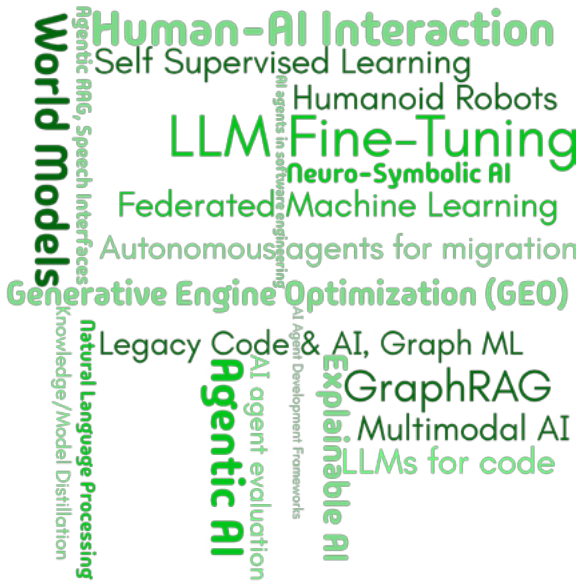 Human-AI Interaction
World Models
Agentic RAG, Speech Interfaces
Self Supervised Learning
AI agents in software engineering
Humanoid Robots
LLM Fine-Tuning
Neuro-Symbolic AI
Federated Machine Learning
Autonomous agents for migration
Generative Engine Optimization (GEO)
Knowledge/Model Distillation
Natural Language Processing
Legacy Code & AI, Graph ML
Agentic AI
AI agent evaluation
AI Agent Development Frameworks
Explainable AI
GraphRAG
Multimodal AI
LLMs for code